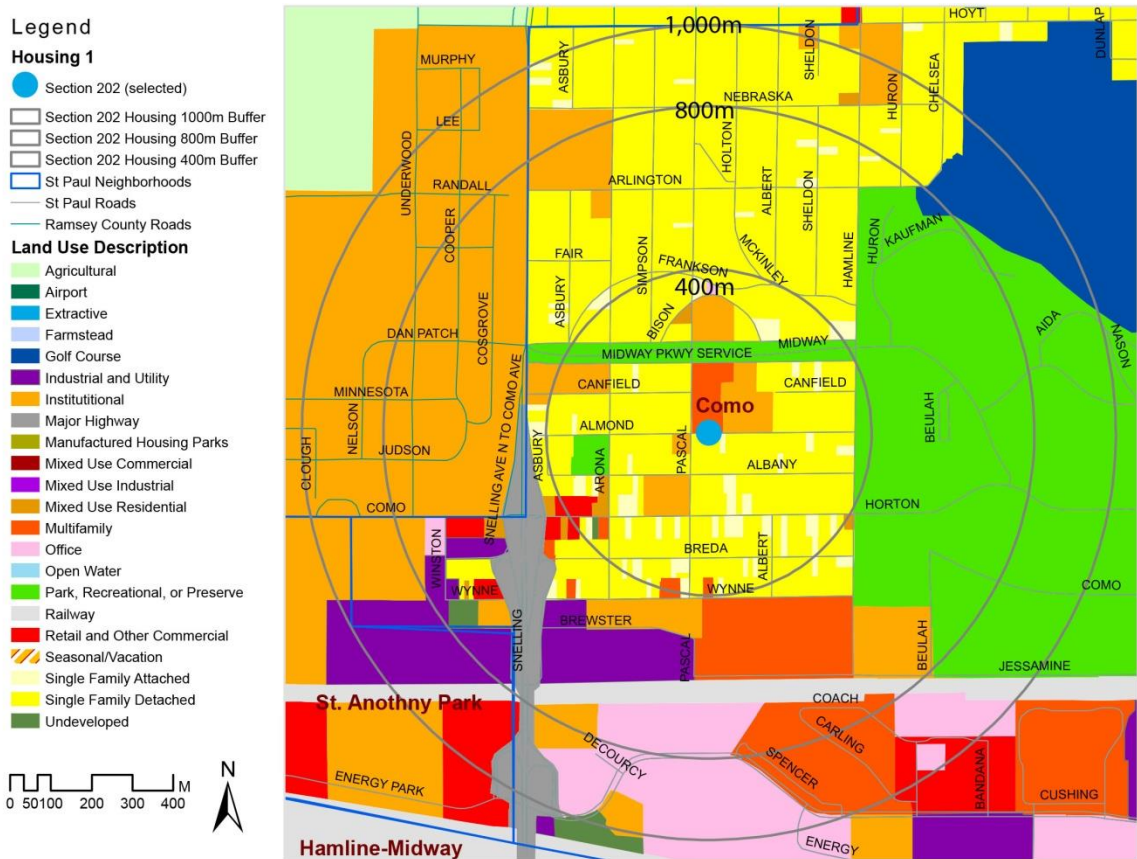 Legend
Housing 1
Section 202 (selected)
Section 202 Housing 1000m Buffer
Section 202 Housing 800m Buffer
Section 202 Housing 400m Buffer
St Paul Neighborhoods
St Paul Roads
Ramsey County Roads
Land Use Description
Agricultural
Airport
Extractive
Farmstead
Golf Course
Industrial and Utility
Institutitional
Major Highway
Manufactured Housing Parks
Mixed Use Commercial
Mixed Use Industrial
Mixed Use Residential
Multifamily
Office
Open Water
Park, Recreational, or Preserve
Railway
Retail and Other Commercial
Seasonal/Vacation
Single Family Attached
Single Family Detached
Undeveloped
M
0 50100 200 300 400
N
HOYT
1,000m
DUNLAP
MURPHY
ASBURY
SHELDON
CHELSEA
HURON
NEBRASKA
800m
LEE
UNDERWOOD
HOLTON
RANDALL
ARLINGTON
ALBERT
SHELDON
COOPER
HURON
KAUFMAN
HAMLINE
FAIR
SIMPSON
FRANKSON
MCKINLEY
400m
ASBURY
BISON
COSGROVE
DAN PATCH
AIDA
NASON
MIDWAY PKWY SERVICE
MIDWAY
CANFIELD
CANFIELD
MINNESOTA
NELSON
SNELLING AVE N TO COMO AVE
Como
BEULAH
ALMOND
PASCAL
JUDSON
CLOUGH
ASBURY
ARONA
ALBANY
COMO
HORTON
WINSTON
BREDA
ALBERT
COMO
WYNNE
WYNNE
BREWSTER
SNELLING
PASCAL
BEULAH
JESSAMINE
St. Anothny Park
COACH
CARLING
DECOURCY
SPENCER
ENERGY PARK
BANDANA
CUSHING
ENERGY
Hamline-Midway